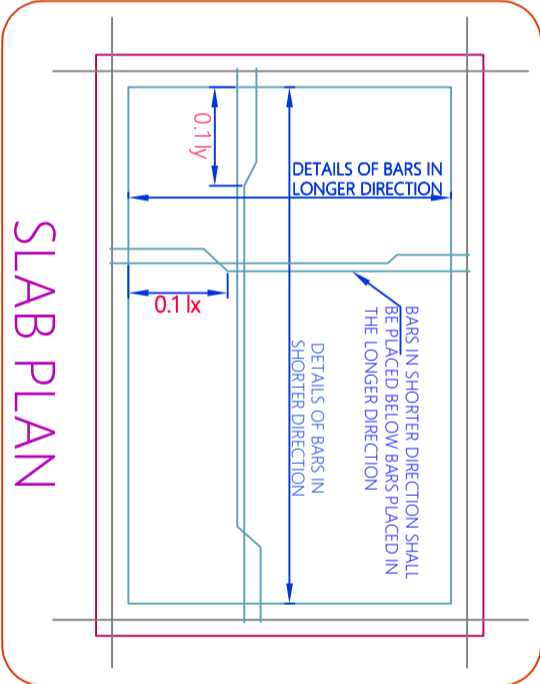 SLAB PLAN
0.1 ly
DETAILS OF BARS IN
LONGER DIRECTION
0.1 lx
DETAILS OF BARS IN
SHORTER DIRECTION
BARS IN SHORTER DIRECTION SHALL
BE PLACED BELOW BARS PLACED IN
THE LONGER DIRECTION